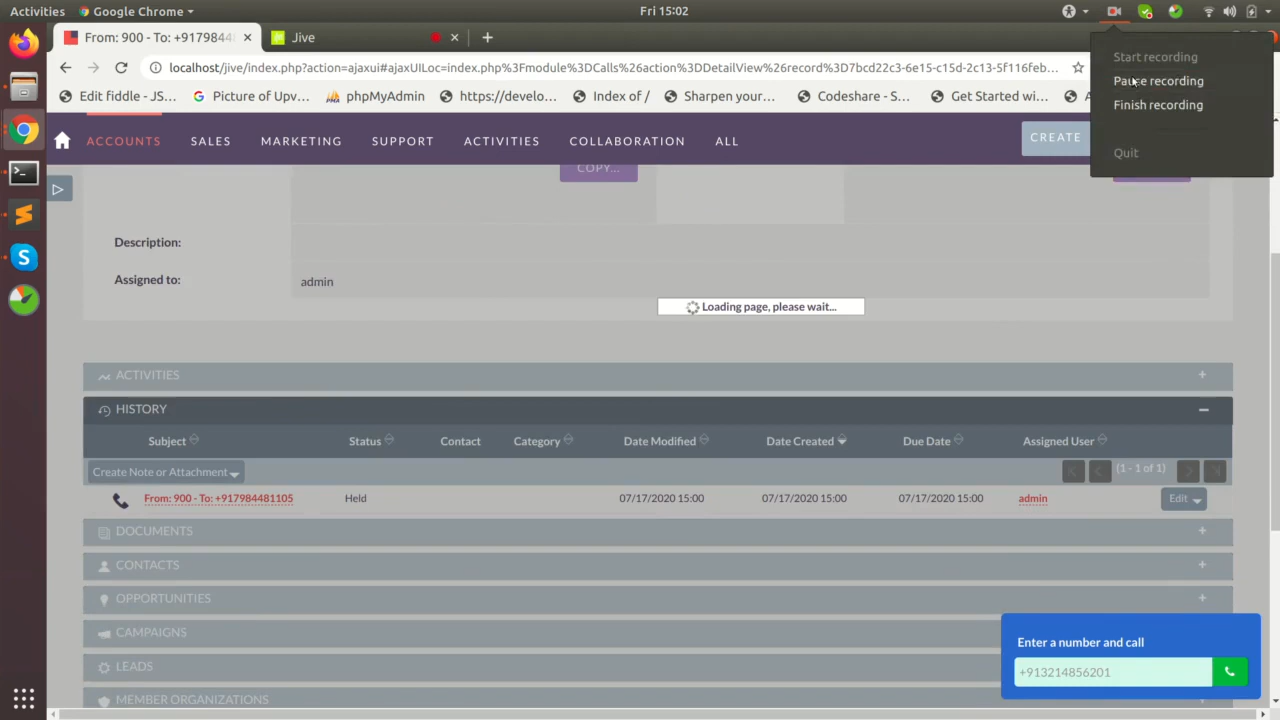 Activities Google Chrome Fri 15:02
From: 900 - To: +9179844 Jive
Start recording
localhost/jive/index.php?action=ajaxui#ajaxUILoc=index.php%3Fmodule%3DCalls%26action%3DDetailView%26record%3D7bcd22c3-6e15-c15d-2c13-5f116feb...
Pause recording
Edit fiddle - JS... Picture of Upv... phpMyAdmin https://develo... Index of / Sharpen your... Codeshare - S... Get Started wi... A
Finish recording
ACCOUNTS SALES MARKETING SUPPORT ACTIVITIES COLLABORATION ALL CREATE
Quit
COPY...
Description:
Assigned to: admin
Loading page, please wait...
ACTIVITIES
HISTORY
Subject Status Contact Category Date Modified Date Created Due Date Assigned User
Create Note or Attachment (1 - 1 of 1)
From: 900 - To: +917984481105 Held 07/17/2020 15:00 07/17/2020 15:00 07/17/2020 15:00 admin Edit
DOCUMENTS
CONTACTS
OPPORTUNITIES
CAMPAIGNS
Enter a number and call
LEADS
+913214856201
MEMBER ORGANIZATIONS